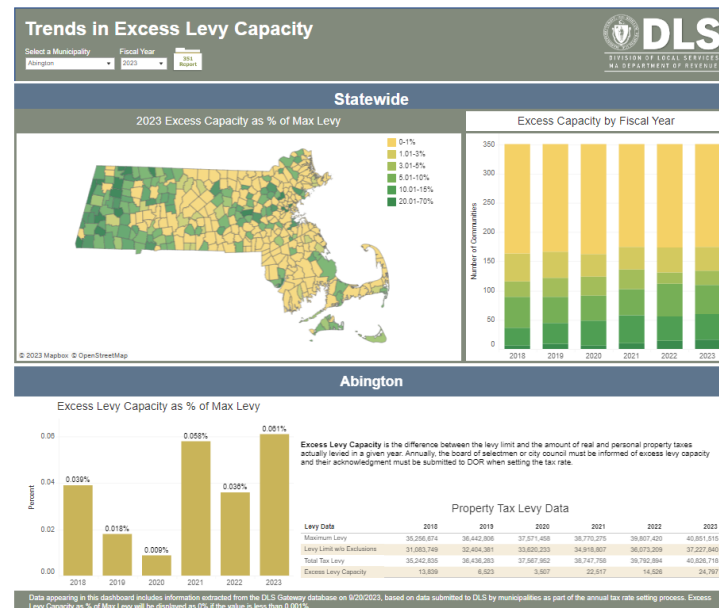 Trends in Excess Levy Capacity
Select a Municipality
Fiscal Year
Abington
2023
351
Report
DLS
DIVISION OF LOCAL SERVICES
MA DEPARTMENT OF REVENUE
Statewide
2023 Excess Capacity as % of Max Levy
0-1%
1.01-3%
3.01-5%
5.01-10%
10.01-15%
20.01-70%
© 2023 Mapbox © OpenStreetMap
Excess Capacity by Fiscal Year
Number of Communities
350
300
250
200
150
100
50
0
2018 2019 2020 2021 2022 2023
Abington
Excess Levy Capacity as % of Max Levy
Percent
0.06
0.04
0.02
0.00
0.039%
0.018%
0.009%
0.058%
0.036%
0.061%
2018 2019 2020 2021 2022 2023
Excess Levy Capacity is the difference between the levy limit and the amount of real and personal property taxes
actually levied in a given year. Annually, the board of selectmen or city council must be informed of excess levy capacity
and their acknowledgment must be submitted to DOR when setting the tax rate.
Property Tax Levy Data
Levy Data 2018 2019 2020 2021 2022 2023
Maximum Levy 35,256,674 36,442,806 37,571,458 38,770,275 39,807,420 40,851,515
Levy Limit w/o Exclusions 31,083,749 32,404,381 33,620,233 34,918,807 36,073,209 37,227,840
Total Tax Levy 35,242,835 36,436,283 37,567,952 38,747,758 39,792,894 40,826,718
Excess Levy Capacity 13,839 6,523 3,507 22,517 14,526 24,797
Data appearing in this dashboard includes information extracted from the DLS Gateway database on 9/20/2023, based on data submitted to DLS by municipalities as part of the annual tax rate setting process. Excess
Levy Capacity as % of Max Levy will be displayed as 0% if the value is less than 0.001%.